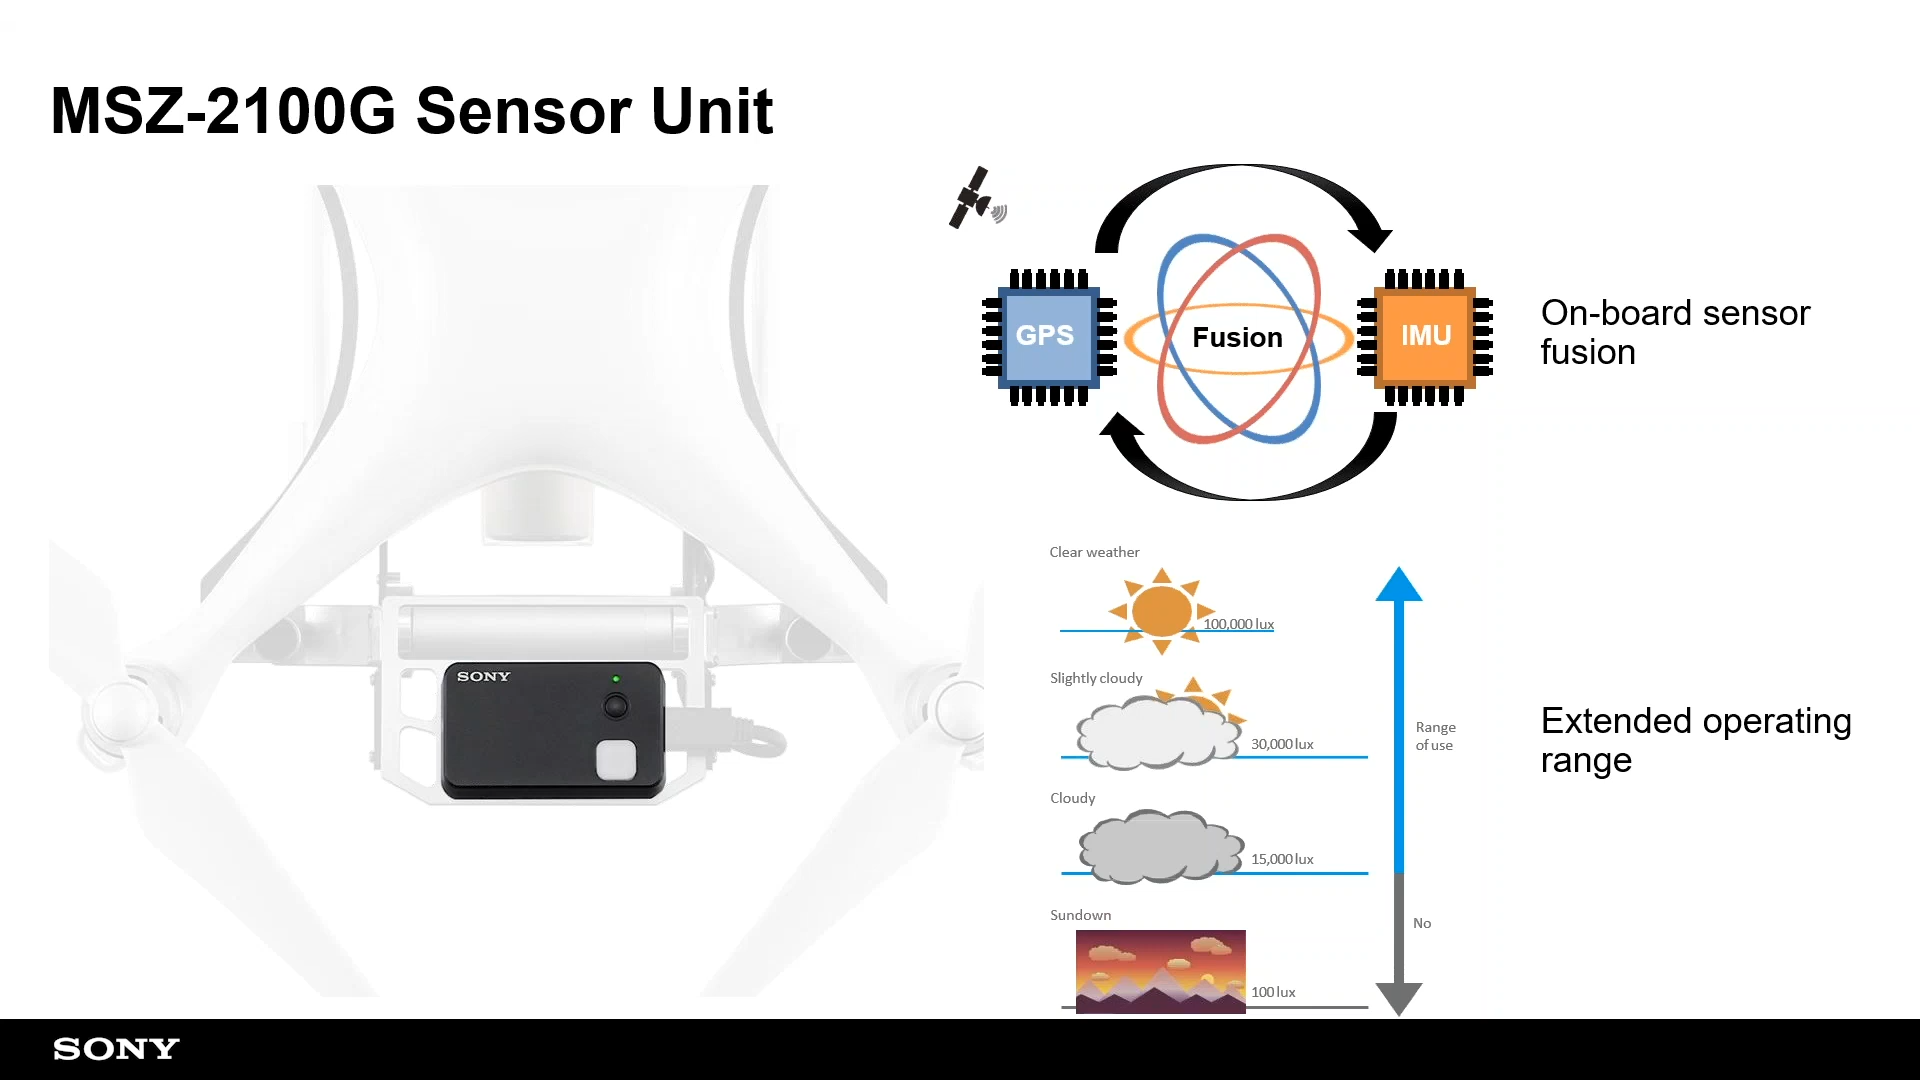 MSZ-2100G Sensor Unit
GPS
Fusion
IMU
On-board sensor
fusion
Clear weather
100,000 lux
Slightly cloudy
30,000 lux
Range
of use
Extended operating
range
Cloudy
15,000 lux
Sundown
No
100 lux
SONY
SONY